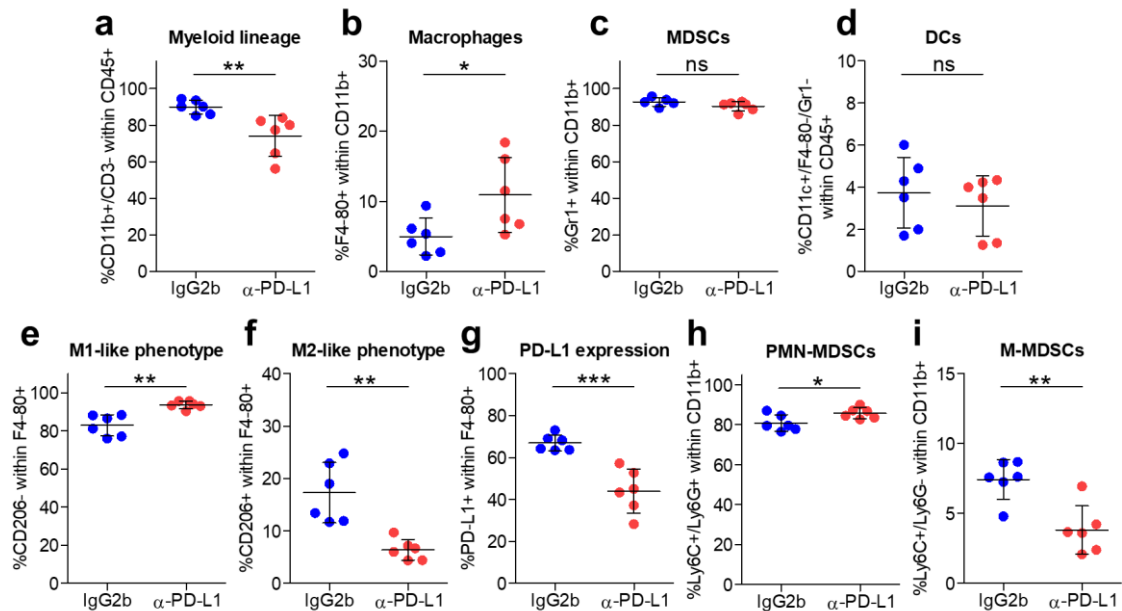 a
Myeloid lineage
**
%CD11b+/CD3- within CD45+
100
80
60
40
20
0
IgG2b
α-PD-L1
b
Macrophages
*
%F4-80+ within CD11b+
30
20
10
0
IgG2b
α-PD-L1
c
MDSCs
ns
%Gr1+ within CD11b+
100
80
60
40
20
0
IgG2b
α-PD-L1
d
DCs
ns
%CD11c+/F4-80-/Gr1-
within CD45+
10
8
6
4
2
0
IgG2b
α-PD-L1
e
M1-like phenotype
**
%CD206- within F4-80+
100
80
60
40
20
0
IgG2b
α-PD-L1
f
M2-like phenotype
**
%CD206+ within F4-80+
40
30
20
10
0
IgG2b
α-PD-L1
g
PD-L1 expression
***
%PD-L1+ within F4-80+
100
80
60
40
20
0
IgG2b
α-PD-L1
h
PMN-MDSCs
*
%Ly6C+/Ly6G+ within CD11b+
100
80
60
40
20
0
IgG2b
α-PD-L1
i
M-MDSCs
**
%Ly6C+/Ly6G- within CD11b+
15
10
5
0
IgG2b
α-PD-L1